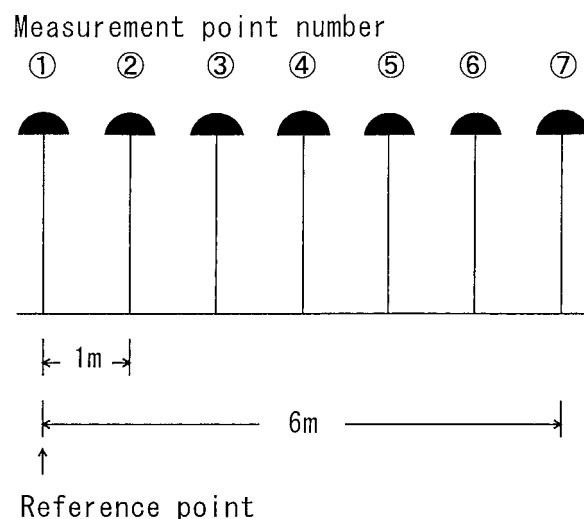 Measurement point number
① ② ③ ④ ⑤ ⑥ ⑦
1m
6m
Reference point